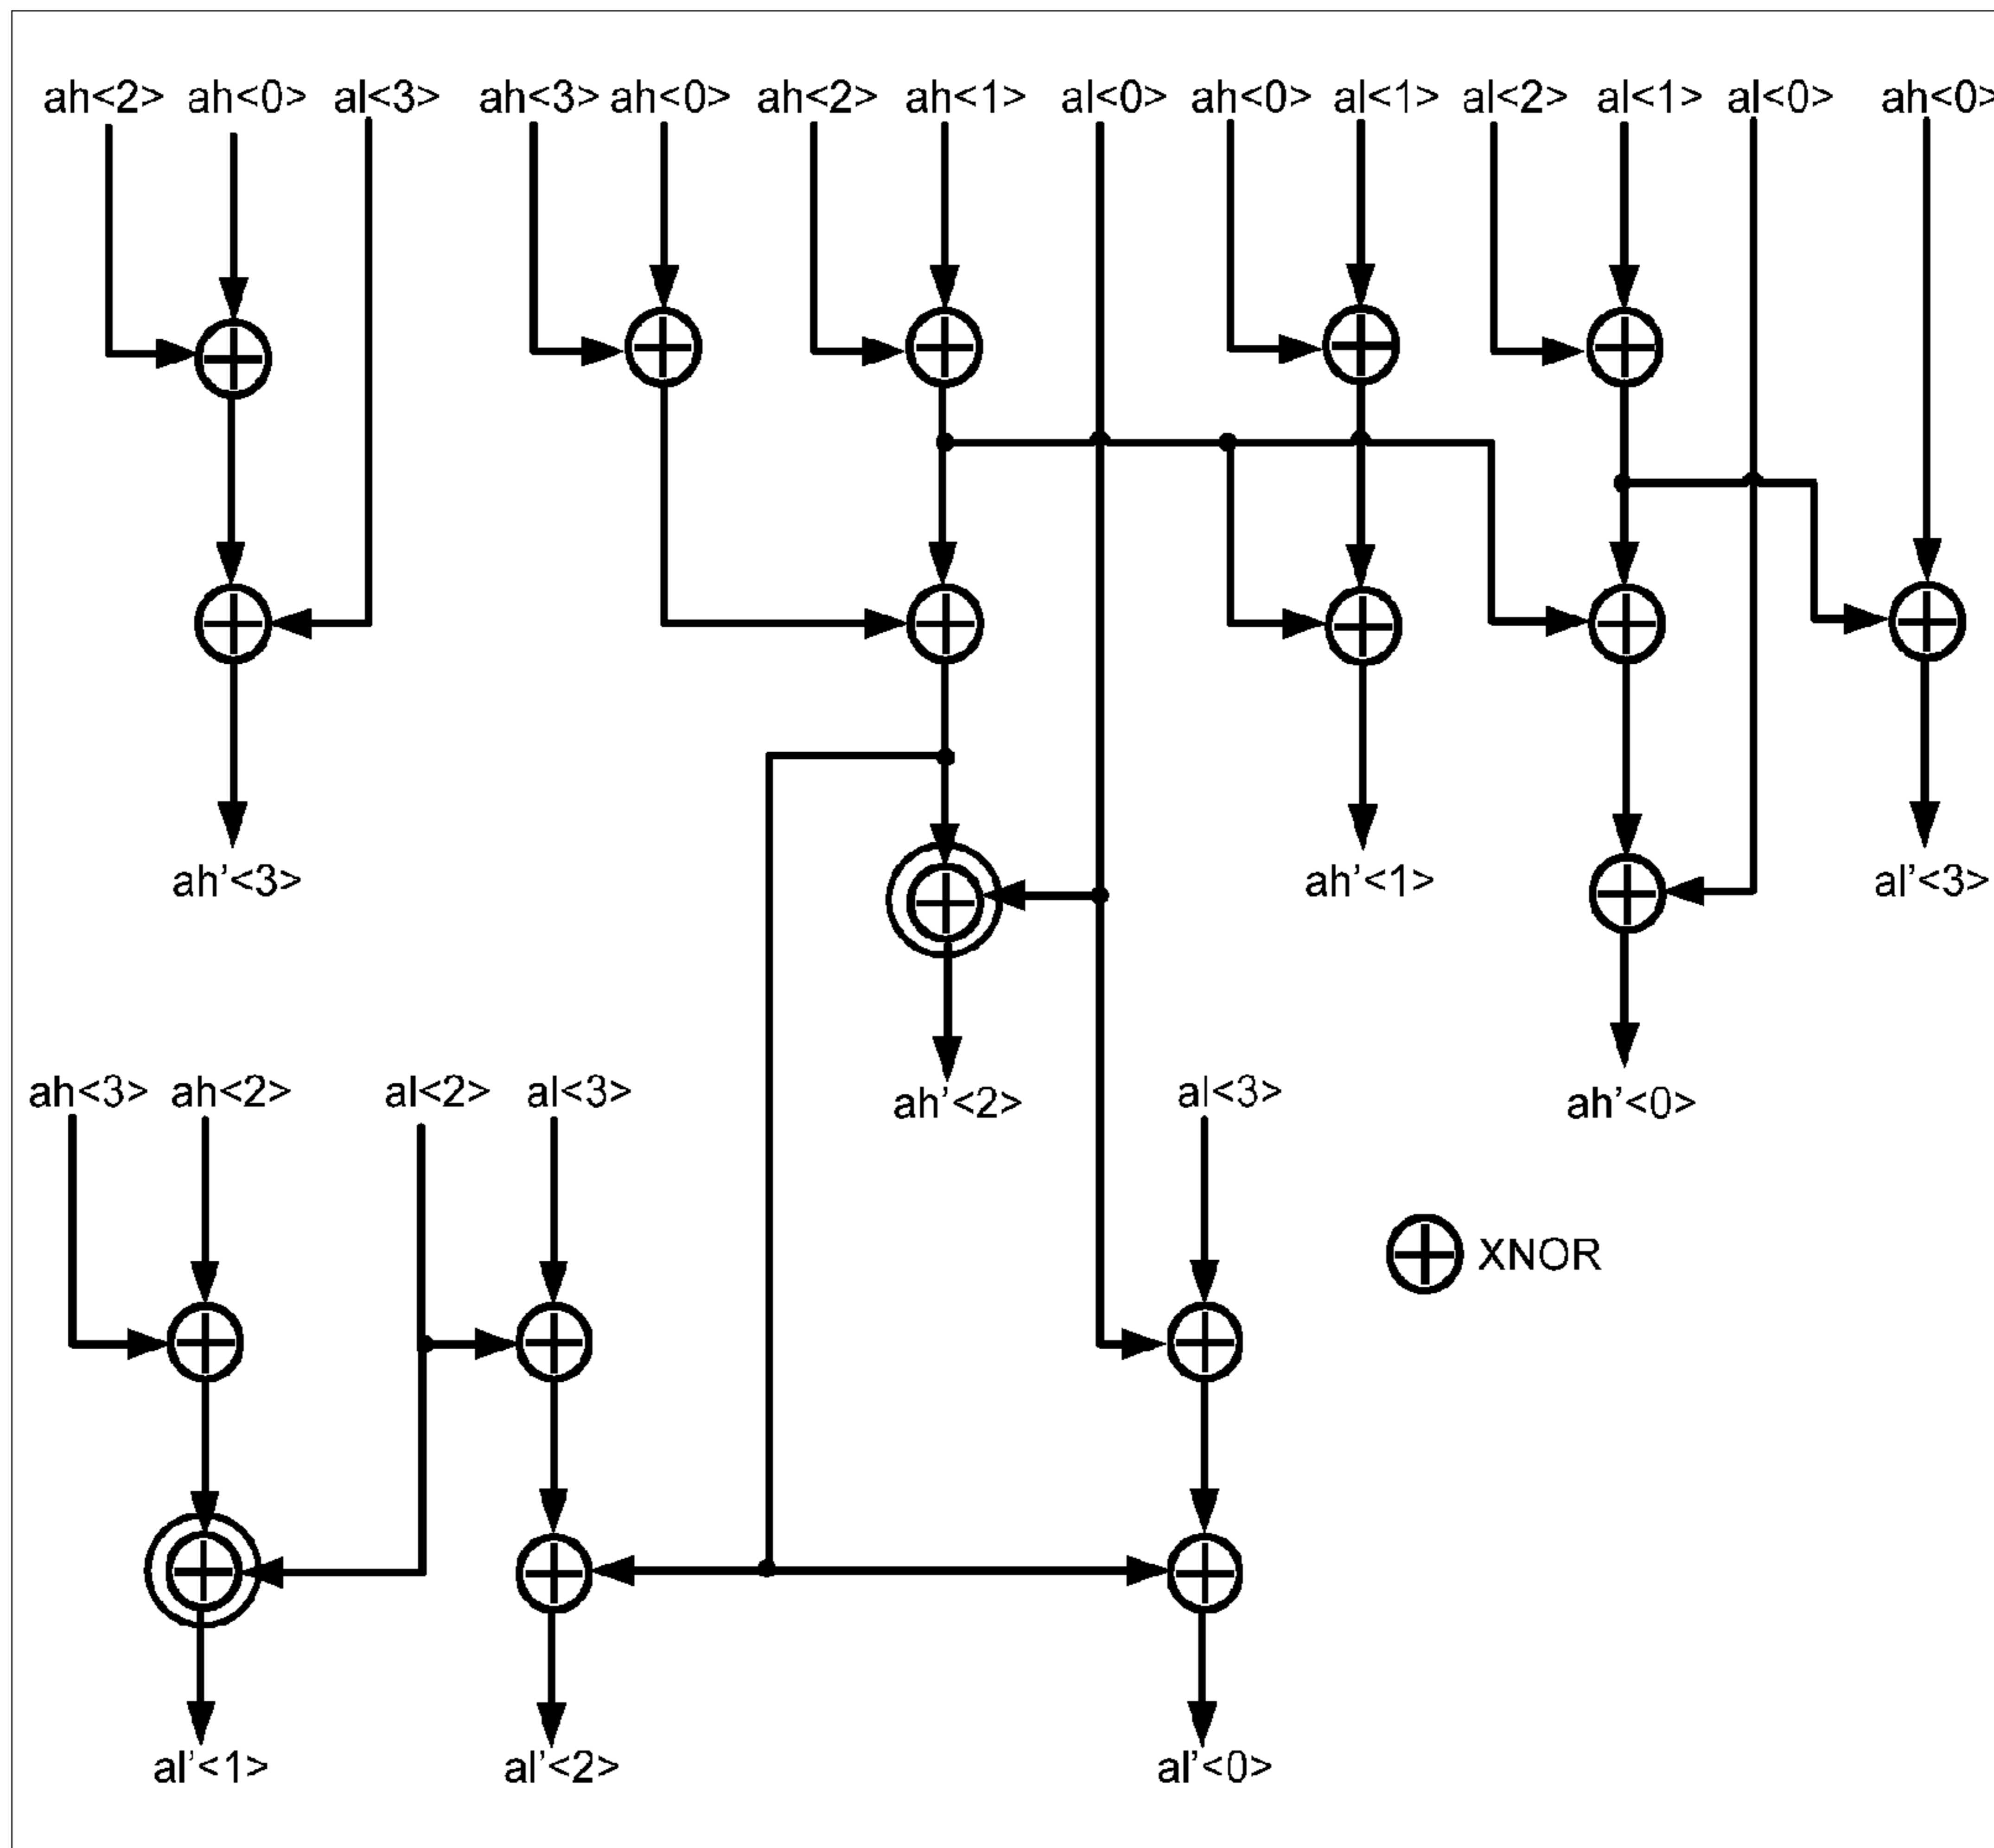 ah<2> ah<0> al<3> ah<3> ah<0> ah<2> ah<1> al<0> ah<0> al<1> al<2> al<1> al<0> ah<0>
ah’<3> ah’<1> al’<3>
ah<3> ah<2> al<2> al<3> ah’<2> al<3> ah’<0>
XNOR
al’<1> al’<2> al’<0>